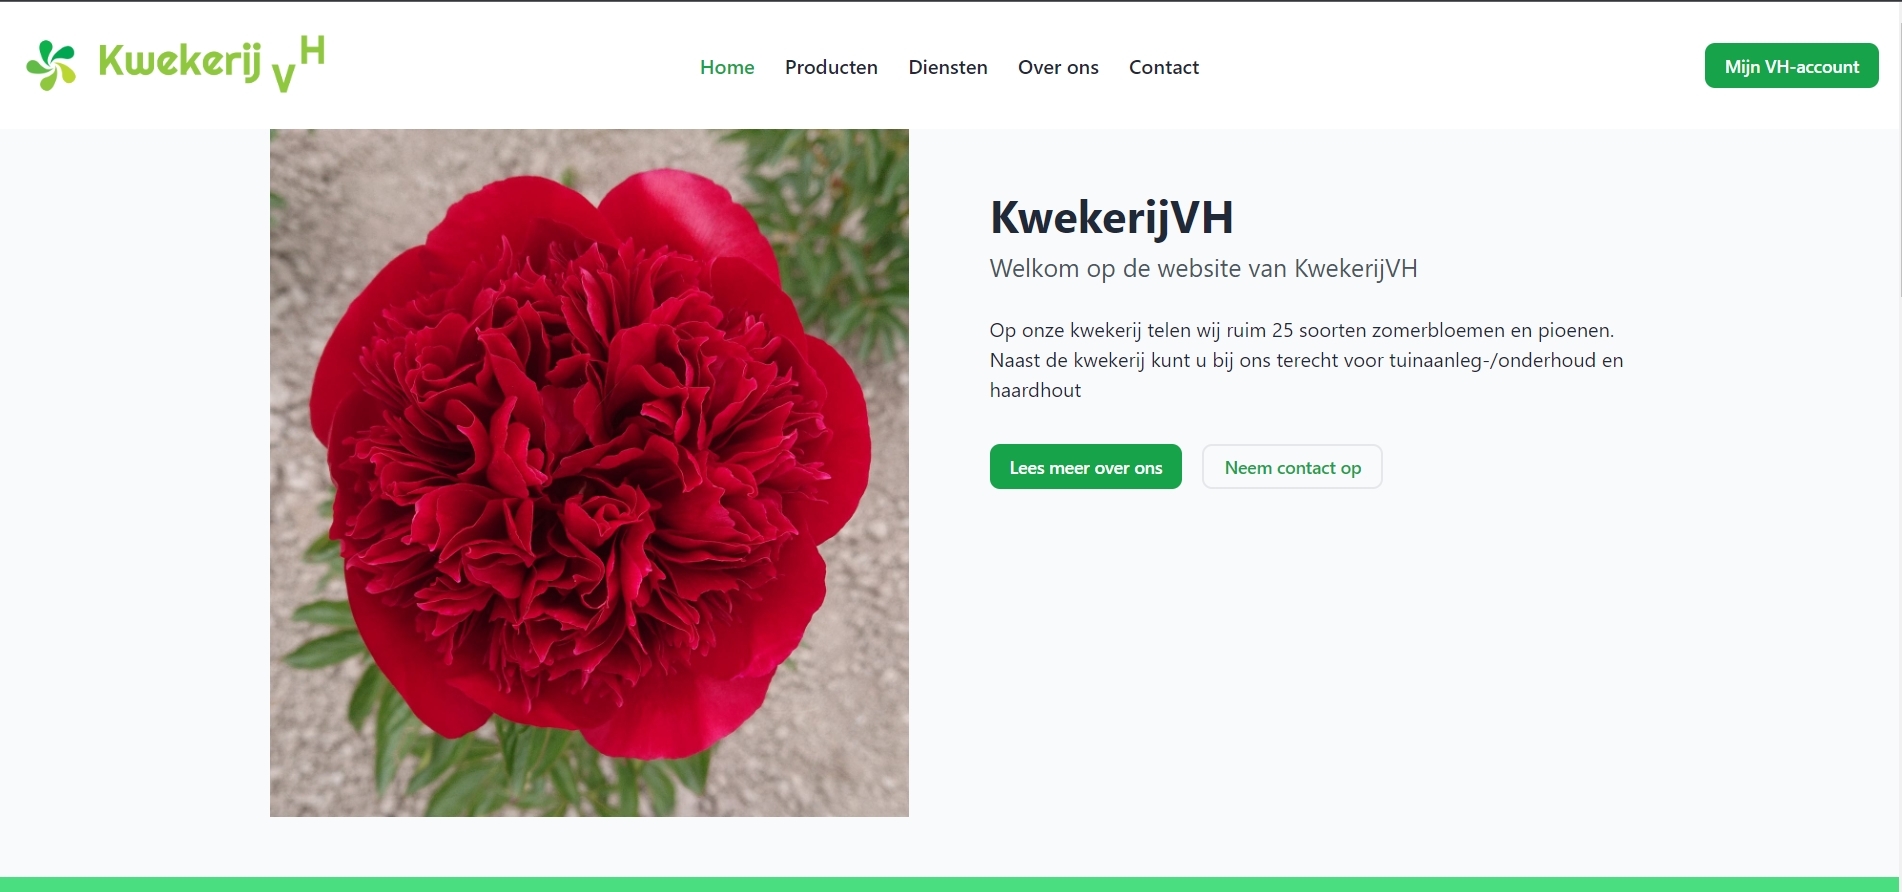 Kwekerij VH
Home
Producten
Diensten
Over ons
Contact
Mijn VH-account
KwekerijVH
Welkom op de website van KwekerijVH
Op onze kwekerij telen wij ruim 25 soorten zomerbloemen en pioenen.
Naast de kwekerij kunt u bij ons terecht voor tuinaanleg-/onderhoud en
haardhout
Lees meer over ons
Neem contact op